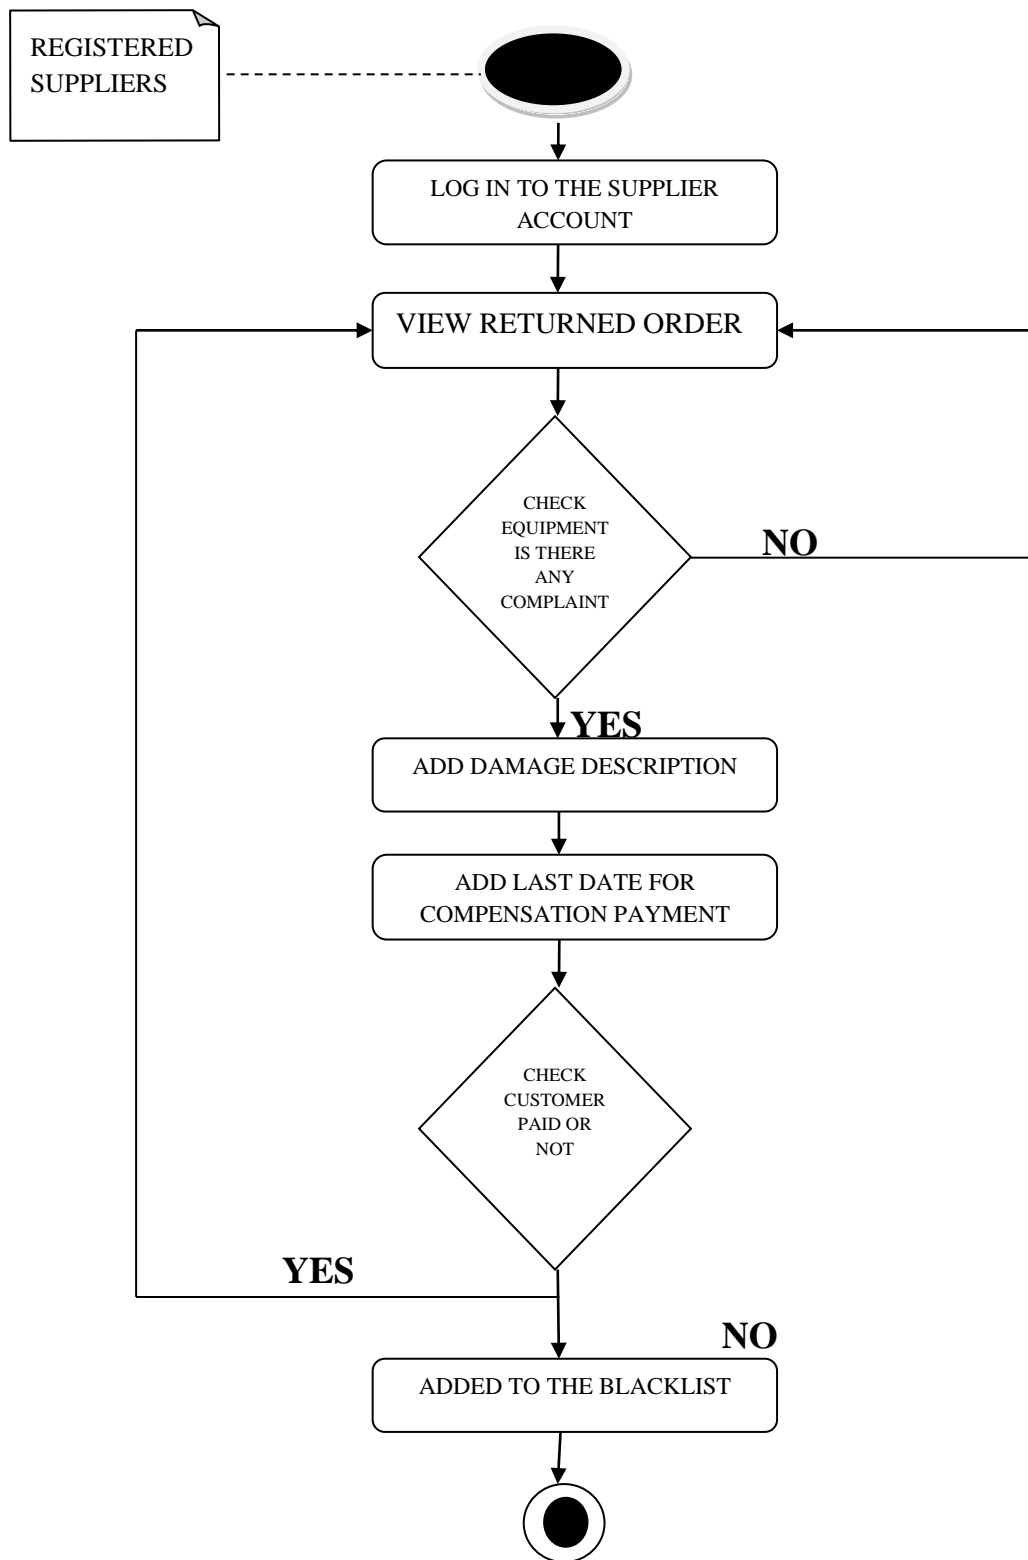 REGISTERED
SUPPLIERS
LOG IN TO THE SUPPLIER
ACCOUNT
VIEW RETURNED ORDER
CHECK
EQUIPMENT
IS THERE
ANY
COMPLAINT
NO
YES
ADD DAMAGE DESCRIPTION
ADD LAST DATE FOR
COMPENSATION PAYMENT
CHECK
CUSTOMER
PAID OR
NOT
YES
NO
ADDED TO THE BLACKLIST